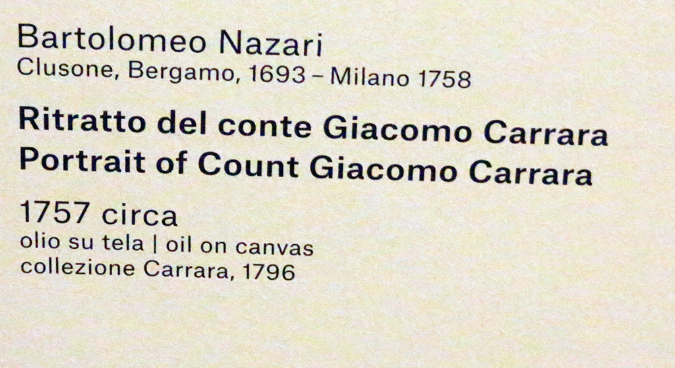 Bartolomeo Nazari
Clusone, Bergamo, 1693 – Milano 1758
Ritratto del conte Giacomo Carrara
Portrait of Count Giacomo Carrara
1757 circa
olio su tela | oil on canvas
collezione Carrara, 1796